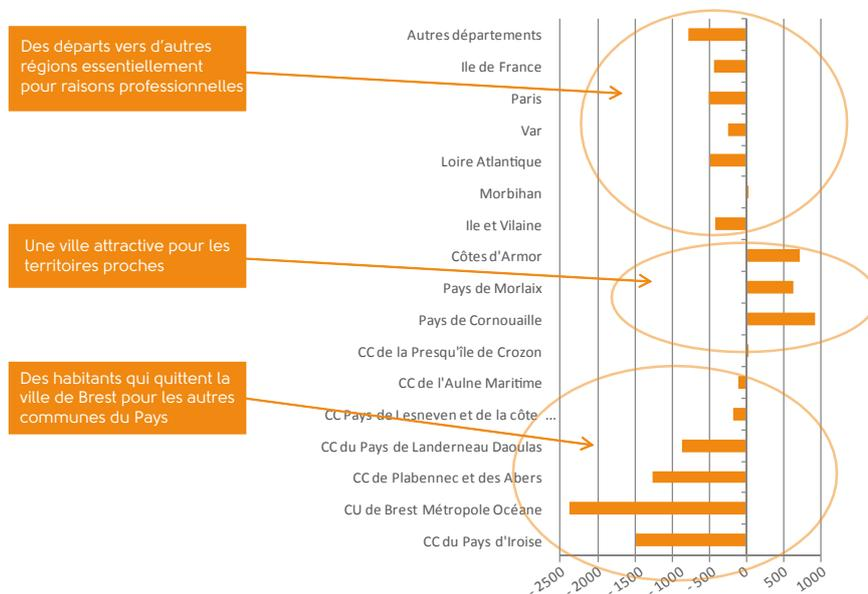 Des départs vers d'autres
régions essentiellement
pour raisons professionnelles
Une ville attractive pour les
territoires proches
Des habitants qui quittent la
ville de Brest pour les autres
communes du Pays
Autres départements
Ile de France
Paris
Var
Loire Atlantique
Morbihan
Ile et Vilaine
Côtes d'Armor
Pays de Morlaix
Pays de Cornouaille
CC de la Presqu'île de Crozon
CC de l'Aulne Maritime
CC Pays de Lesneven et de la côte ...
CC du Pays de Landerneau Daoulas
CC de Plabennec et des Abers
CU de Brest Métropole Océane
CC du Pays d'Iroise
-2500 -2000 -1500 -1000 -500 0 500 1000